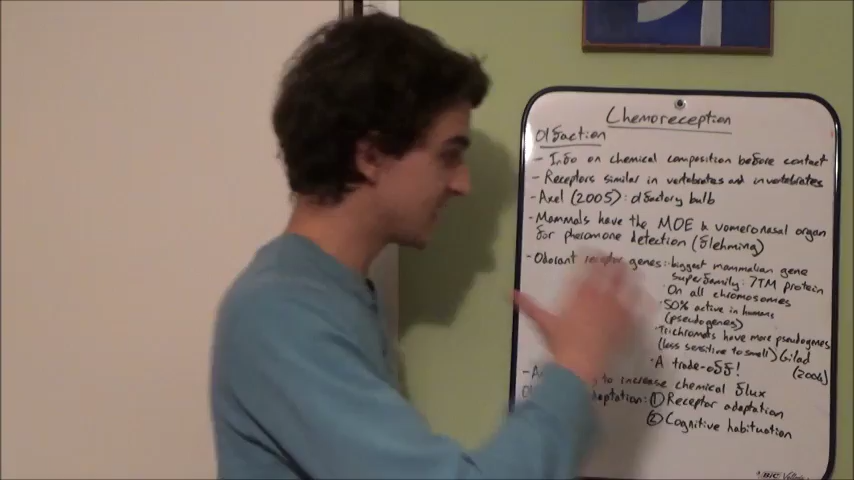 Chemoreception
Olfaction
- Info on chemical composition before contact
- Receptors similar in vertebrates and invertebrates
- Axel (2005): olfactory bulb
- Mammals have the MOE & vomeronasal organ
for pheromone detection (flehming)
- Odorant receptor genes: · biggest mammalian gene
superfamily: 7TM protein
· On all chromosomes
· 50% active in humans
(pseudogenes)
· Trichromats have more pseudogenes
(less sensitive to smell) Gilad
(2004)
· A trade-off!
to increase chemical flux
adaptation: ① Receptor adaptation
② Cognitive habituation